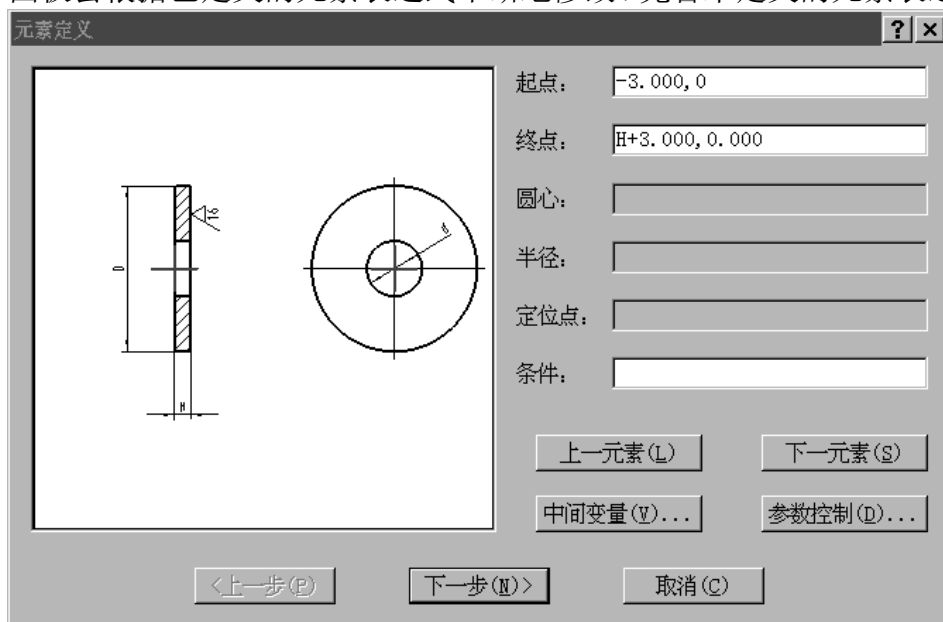 元素定义
起点：
-3.000,0
终点：
H+3.000,0.000
圆心：
半径：
定位点：
条件：
D
16
d
H
上一元素(L)
下一元素(S)
中间变量(V)...
参数控制(D)...
<上一步(P)
下一步(N)>
取消(C)